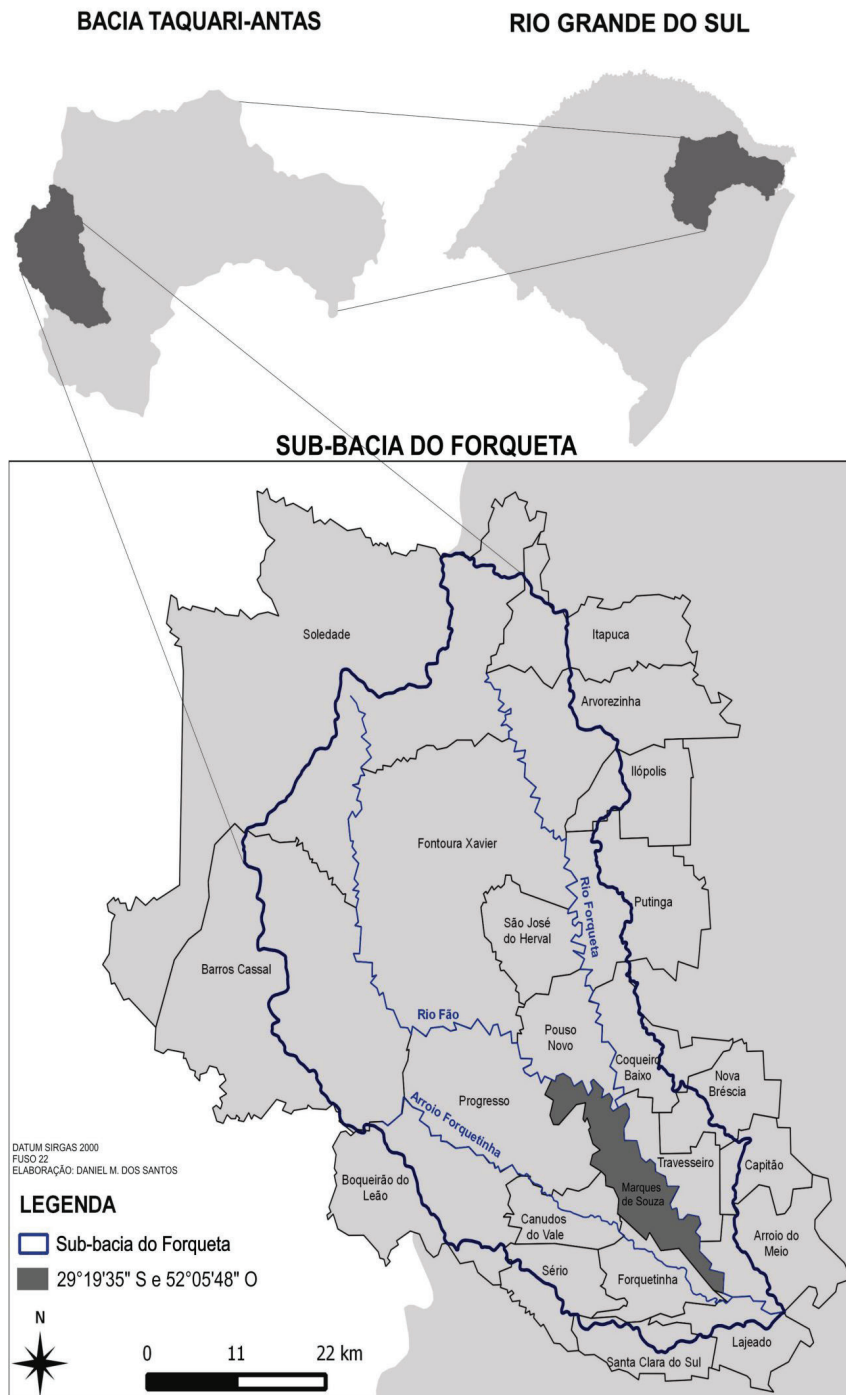 BACIA TAQUARI-ANTAS
RIO GRANDE DO SUL
SUB-BACIA DO FORQUETA
Soledade
Itapuca
Arvorezinha
Ilópolis
Fontoura Xavier
Rio Forqueta
Putinga
São José
do Herval
Barros Cassal
Rio Fão
Pouso
Novo
Coqueiro
Baixo
Nova
Bréscia
Progresso
Arroio Forquetinha
Travesseiro
Capitão
Boqueirão do
Leão
Marques
de Souza
Canudos
do Vale
Arroio do
Meio
Sério
Forquetinha
Lajeado
Santa Clara do Sul
DATUM SIRGAS 2000
FUSO 22
ELABORAÇÃO: DANIEL M. DOS SANTOS
LEGENDA
Sub-bacia do Forqueta
29°19'35" S e 52°05'48" O
N
0 11 22 km